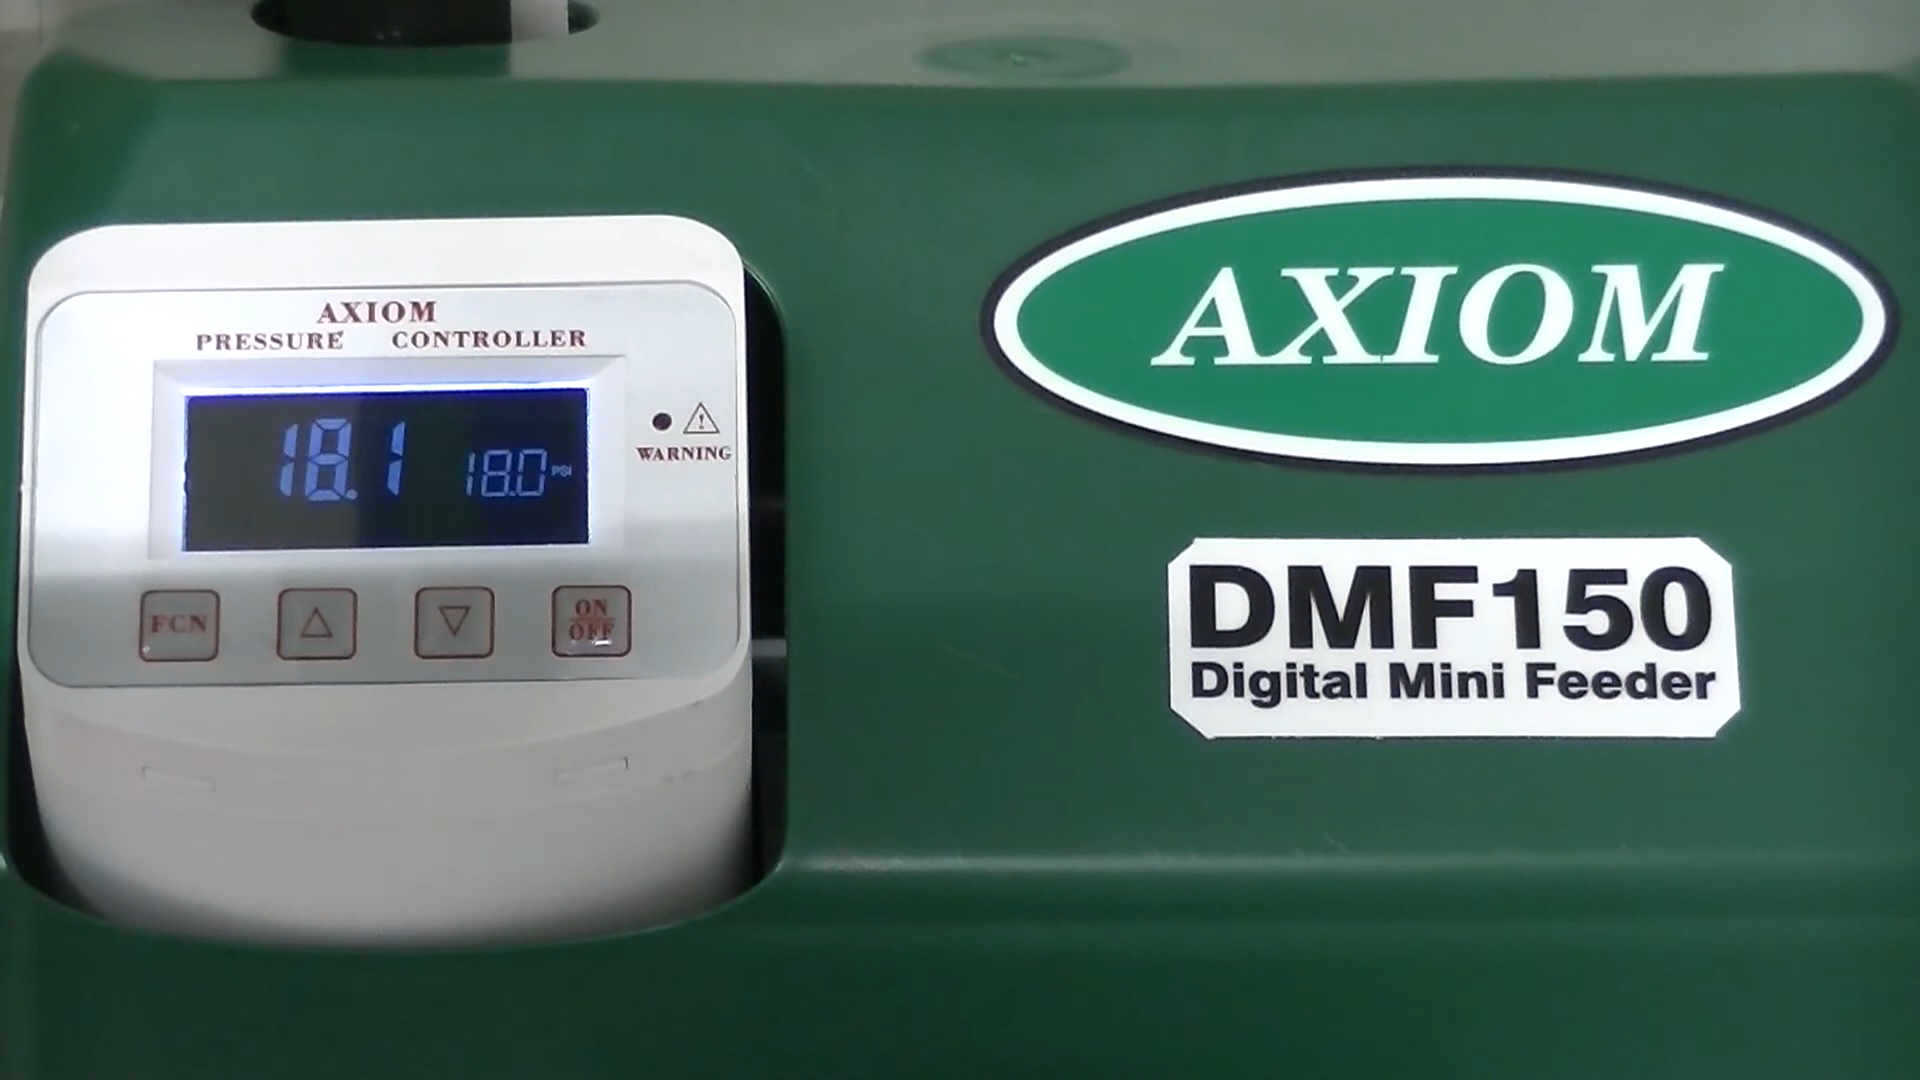 AXIOM
PRESSURE CONTROLLER
18.1 18.0 PSI
WARNING
FCN
ON
OFF
AXIOM
DMF150
Digital Mini Feeder